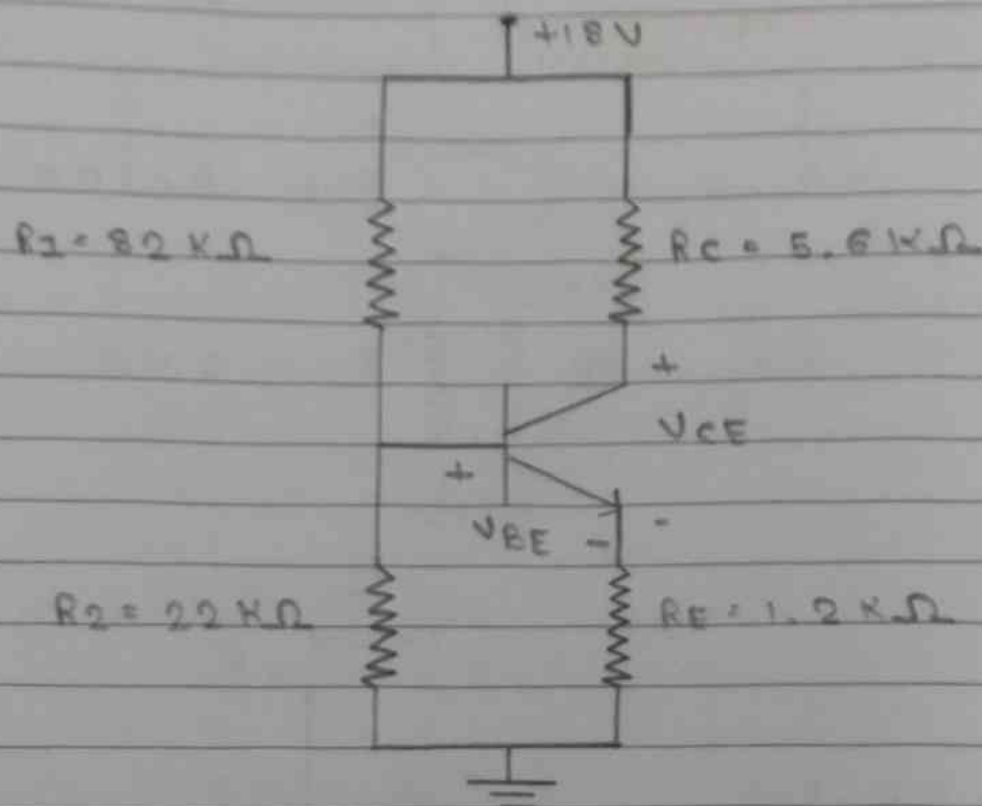 +18V
R1 = 82 KΩ
RC = 5.6 KΩ
+
VCE
+
VBE -
-
R2 = 22 KΩ
RE = 1.2 KΩ